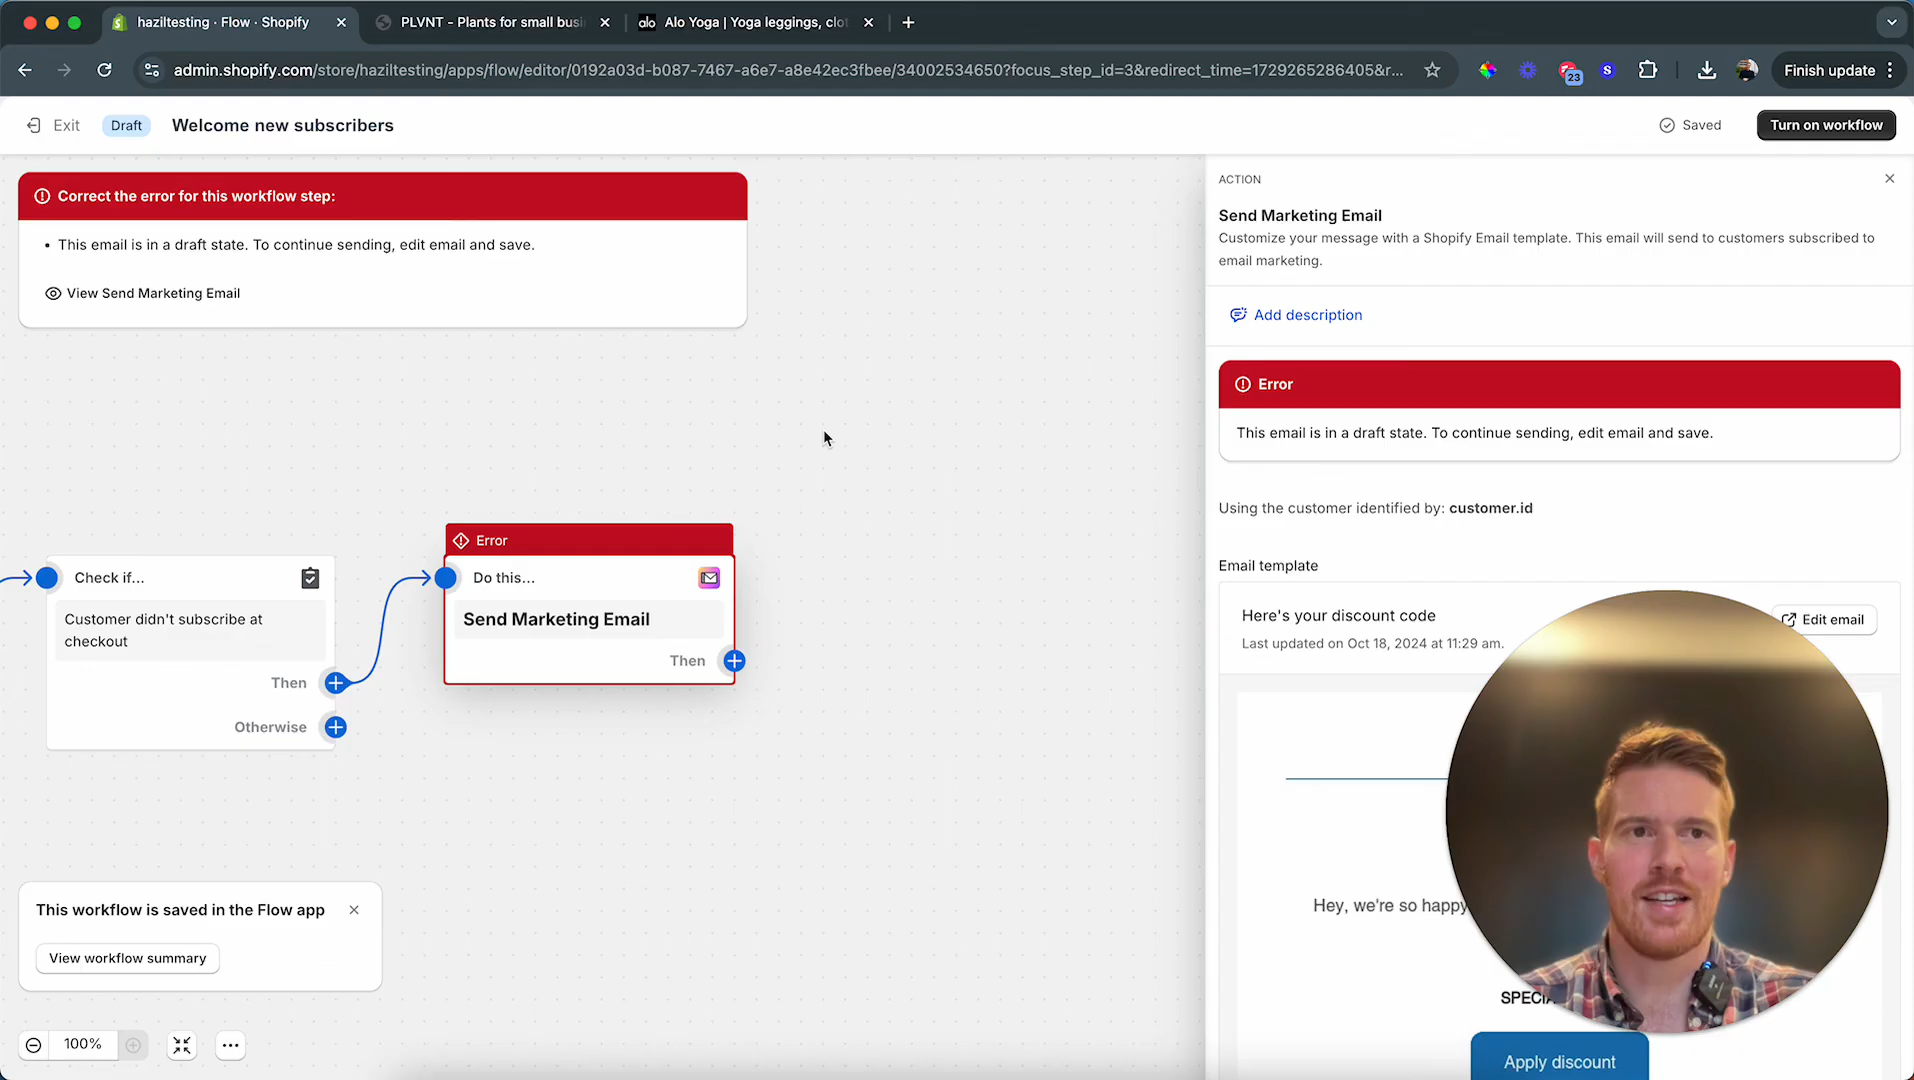 haziltesting · Flow · Shopify
PLVNT - Plants for small busi
alo
Alo Yoga | Yoga leggings, clot
admin.shopify.com/store/haziltesting/apps/flow/editor/0192a03d-b087-7467-a6e7-a8e42ec3fbee/34002534650?focus_step_id=3&redirect_time=1729265286405&r...
23
S
Finish update
Exit
Draft
Welcome new subscribers
Saved
Turn on workflow
Correct the error for this workflow step:
• This email is in a draft state. To continue sending, edit email and save.
View Send Marketing Email
ACTION
Send Marketing Email
Customize your message with a Shopify Email template. This email will send to customers subscribed to
email marketing.
Add description
Error
This email is in a draft state. To continue sending, edit email and save.
Using the customer identified by: customer.id
Email template
Here's your discount code
Last updated on Oct 18, 2024 at 11:29 am.
Edit email
Hey, we're so happy
SPECIA
Apply discount
Check if...
Customer didn't subscribe at
checkout
Then
Otherwise
Error
Do this...
Send Marketing Email
Then
This workflow is saved in the Flow app
View workflow summary
100%